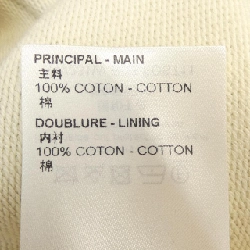 PRINCIPAL - MAIN
主料
100% COTON - COTTON
棉
DOUBLURE - LINING
内衬
100% COTON - COTTON
棉